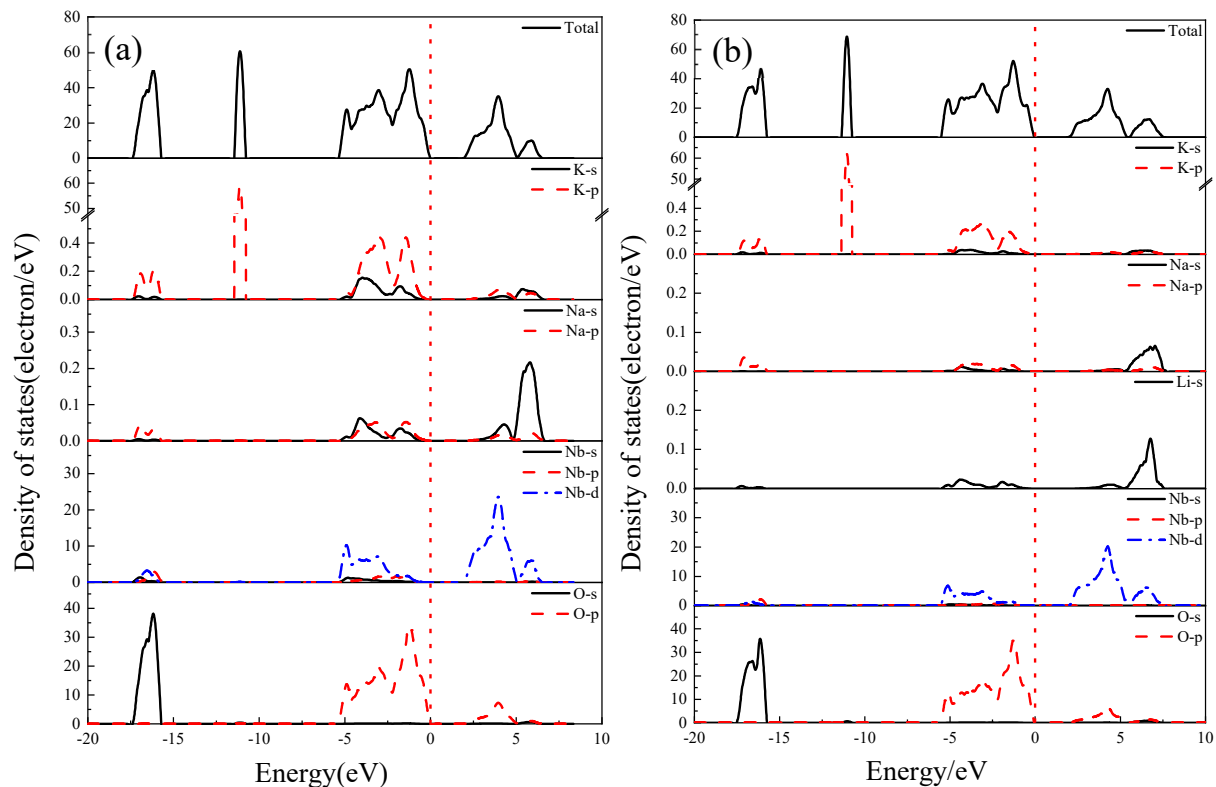 (a)
Total
80
60
40
20
0
K-s
K-p
60
50
0.4
0.2
0.0
Na-s
Na-p
0.3
0.2
0.1
0.0
Nb-s
Nb-p
Nb-d
30
20
10
0
O-s
O-p
40
30
20
10
0
-20 -15 -10 -5 0 5 10
Energy(eV)
Density of states(electron/eV)
(b)
Total
80
60
40
20
0
K-s
K-p
60
50
0.4
0.2
0.0
Na-s
Na-p
0.2
0.1
0.0
Li-s
0.2
0.1
0.0
Nb-s
Nb-p
Nb-d
30
20
10
0
O-s
O-p
40
30
20
10
0
-20 -15 -10 -5 0 5 10
Energy/eV
Density of states(electron/eV)